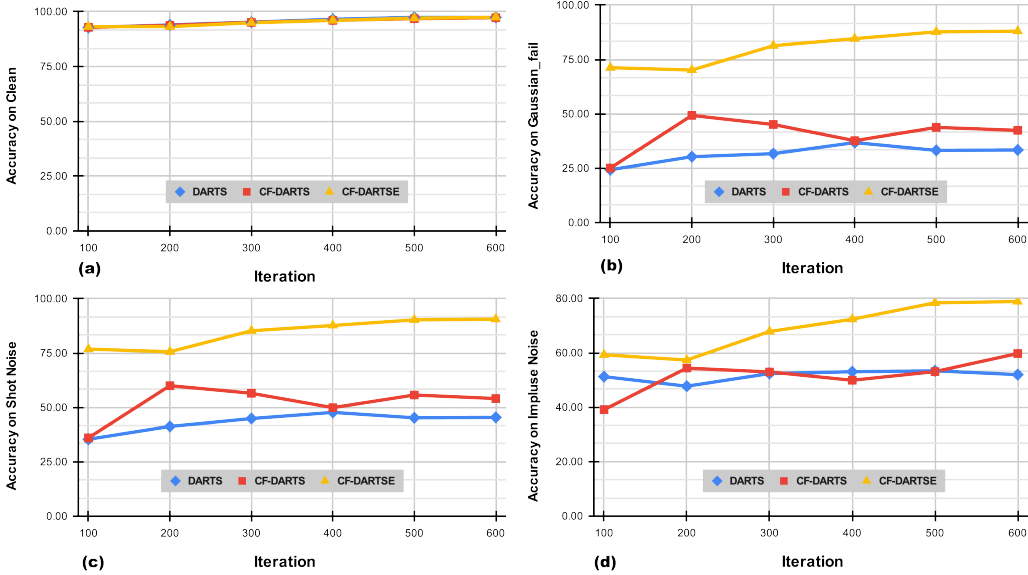 Accuracy on Clean
100.00
75.00
50.00
25.00
0.00
DARTS CF-DARTS CF-DARTSE
100 200 300 400 500 600
(a)
Iteration
Accuracy on Gaussian_fail
100.00
75.00
50.00
25.00
0.00
DARTS CF-DARTS CF-DARTSE
100 200 300 400 500 600
(b)
Iteration
Accuracy on Shot Noise
100.00
75.00
50.00
25.00
0.00
DARTS CF-DARTS CF-DARTSE
100 200 300 400 500 600
(c)
Iteration
Accuracy on Impluse Noise
80.00
60.00
40.00
20.00
0.00
DARTS CF-DARTS CF-DARTSE
100 200 300 400 500 600
(d)
Iteration